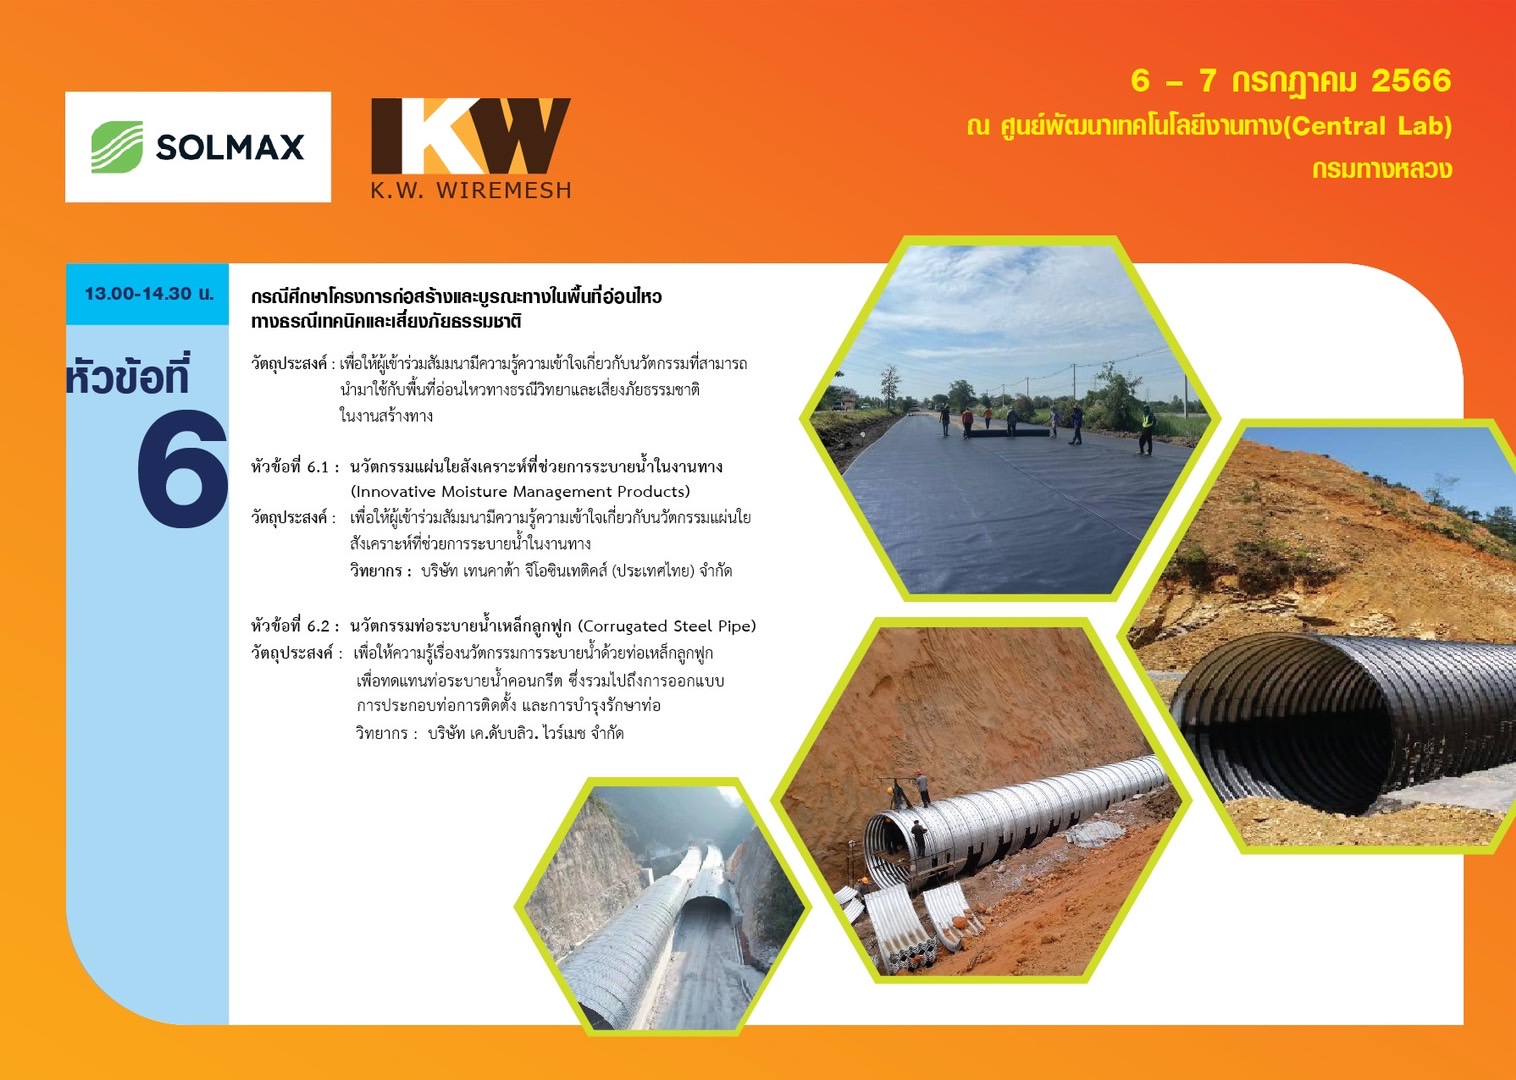 SOLMAX
KW
K.W. WIREMESH
6 – 7 กรกฎาคม 2566
ณ ศูนย์พัฒนาเทคโนโลยีงานทาง(Central Lab)
กรมทางหลวง
13.00-14.30 น.
หัวข้อที่
6
กรณีศึกษาโครงการก่อสร้างและบูรณะทางในพื้นที่อ่อนไหว
ทางธรณีเทคนิคและเสี่ยงภัยธรรมชาติ
วัตถุประสงค์ : เพื่อให้ผู้เข้าร่วมสัมมนามีความรู้ความเข้าใจเกี่ยวกับนวัตกรรมที่สามารถ
นำมาใช้กับพื้นที่อ่อนไหวทางธรณีวิทยาและเสี่ยงภัยธรรมชาติ
ในงานสร้างทาง
หัวข้อที่ 6.1 : นวัตกรรมแผ่นใยสังเคราะห์ที่ช่วยการระบายน้ำในงานทาง
(Innovative Moisture Management Products)
วัตถุประสงค์ : เพื่อให้ผู้เข้าร่วมสัมมนามีความรู้ความเข้าใจเกี่ยวกับนวัตกรรมแผ่นใย
สังเคราะห์ที่ช่วยการระบายน้ำในงานทาง
วิทยากร : บริษัท เทนคาต้า จีโอซินเทติคส์ (ประเทศไทย) จำกัด
หัวข้อที่ 6.2 : นวัตกรรมท่อระบายน้ำเหล็กลูกฟูก (Corrugated Steel Pipe)
วัตถุประสงค์ : เพื่อให้ความรู้เรื่องนวัตกรรมการระบายน้ำด้วยท่อเหล็กลูกฟูก
เพื่อทดแทนท่อระบายน้ำคอนกรีต ซึ่งรวมไปถึงการออกแบบ
การประกอบท่อการติดตั้ง และการบำรุงรักษาท่อ
วิทยากร : บริษัท เค.ดับบลิว. ไวร์เมช จำกัด